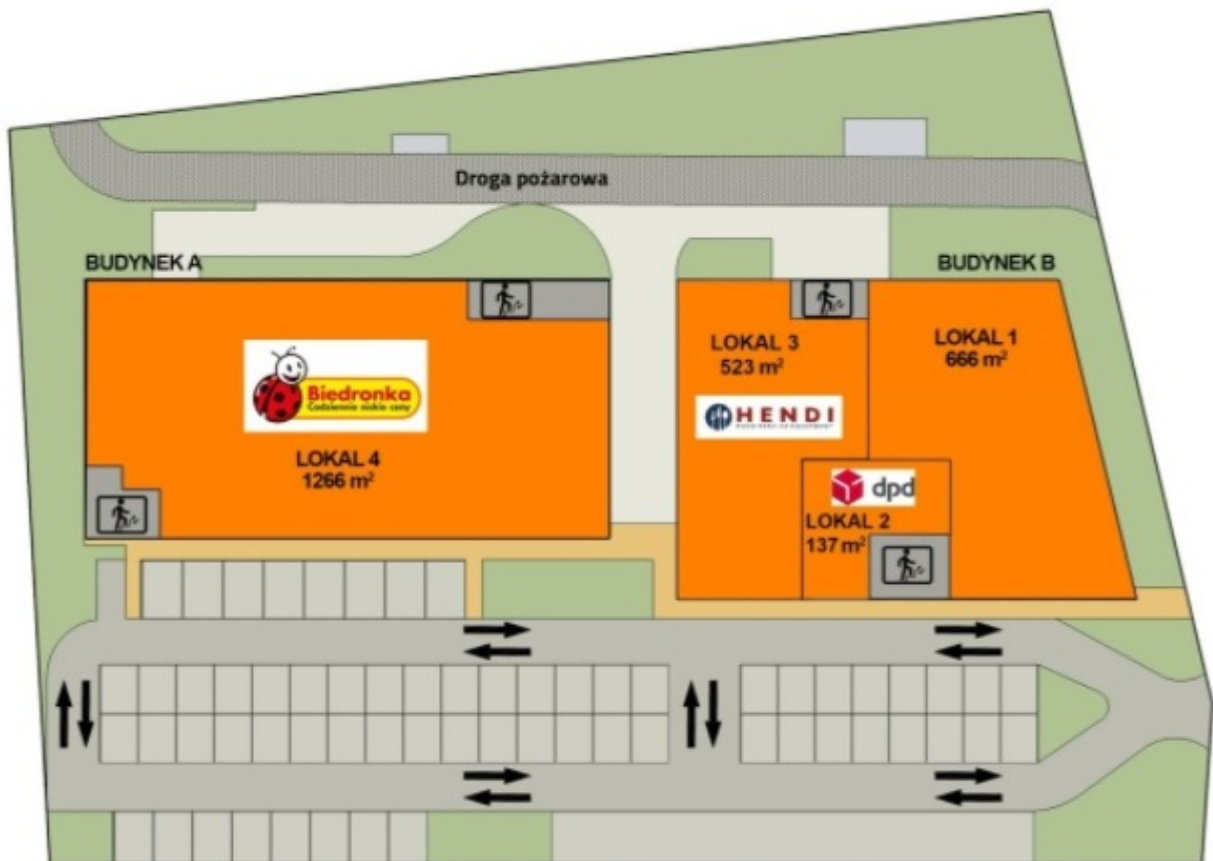 Droga pożarowa
BUDYNEK A
BUDYNEK B
Biedronka
Codziennie niskie ceny
LOKAL 4
1266 m²
LOKAL 3
523 m²
HENDI
LOKAL 1
666 m²
dpd
LOKAL 2
137 m²